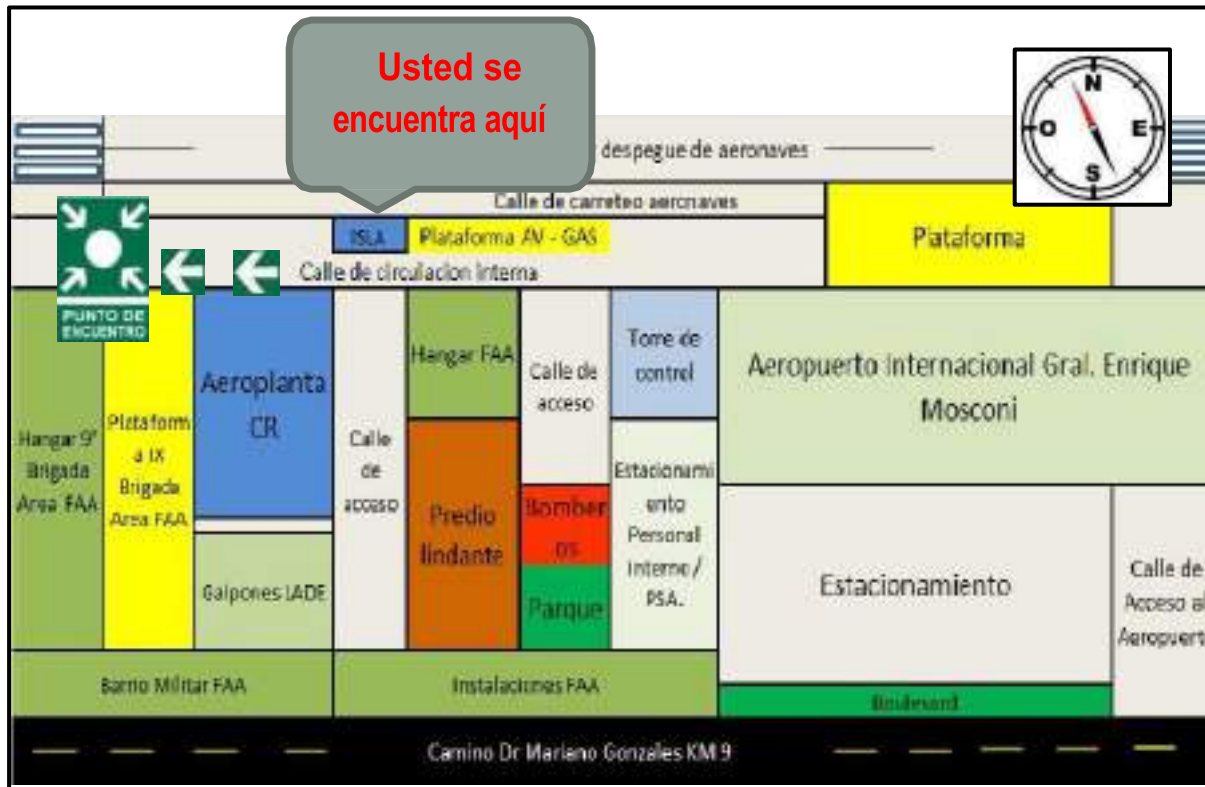 Usted se
encuentra aquí
N
O
E
S
despegue de aeronaves
Calle de carreteo aeronaves
ISLA
Plataforma AV - GAS
Plataforma
Calle de circulacion interna
PUNTO DE
ENCUENTRO
Hangar 9°
Brigada
Area FAA
Plataform
a IX
Brigada
Area FAA
Aeroplanta
CR
Galpones LADE
Calle
de
acceso
Hangar FAA
Predio
lindante
Calle de
acceso
Bomber
os
Parque
Torre de
control
Estacionami
ento
Personal
interno /
PSA.
Aeropuerto Internacional Gral. Enrique
Mosconi
Estacionamiento
Calle de
Acceso al
Aeropuerto
Barrio Militar FAA
Instalaciones FAA
Boulevard
Camino Dr Mariano Gonzales KM 9